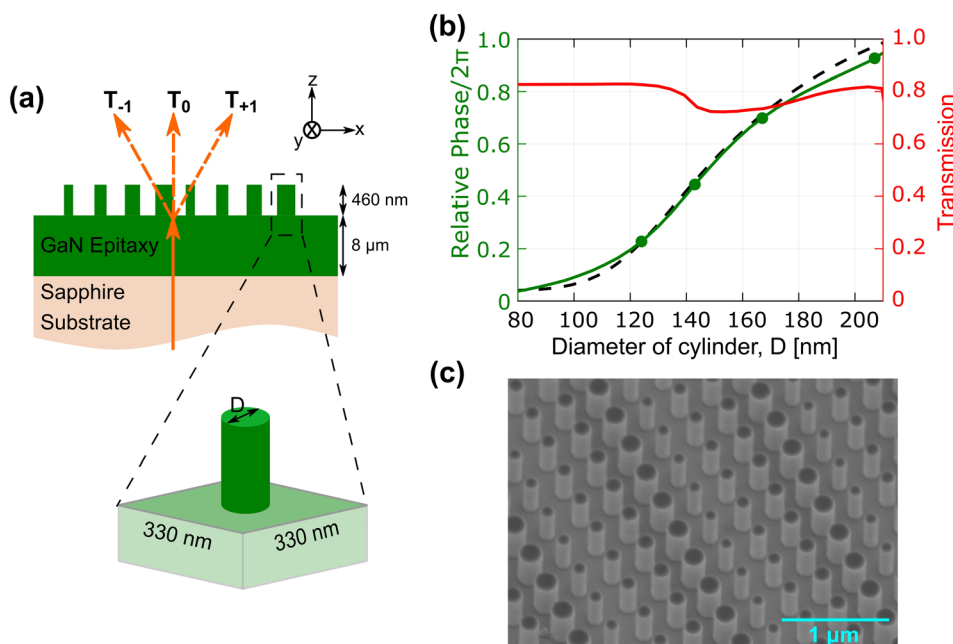 (a)
T-1 T0 T+1
z
y
x
460 nm
GaN Epitaxy
8 μm
Sapphire
Substrate
D
330 nm 330 nm
(b)
Relative Phase/2π
1.0
0.8
0.6
0.4
0.2
0
1.0
0.8
0.6
0.4
0.2
0
Transmission
80 100 120 140 160 180 200
Diameter of cylinder, D [nm]
(c)
1 μm